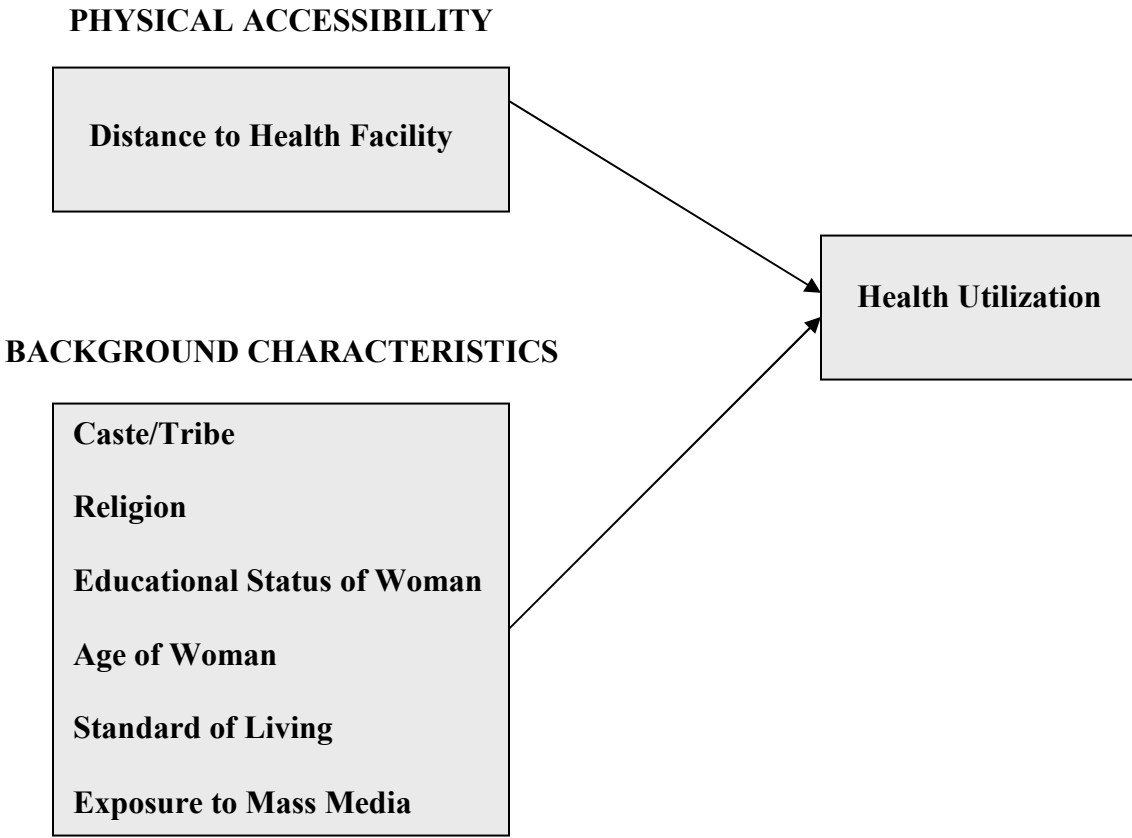 PHYSICAL ACCESSIBILITY
Distance to Health Facility
Health Utilization
BACKGROUND CHARACTERISTICS
Caste/Tribe
Religion
Educational Status of Woman
Age of Woman
Standard of Living
Exposure to Mass Media